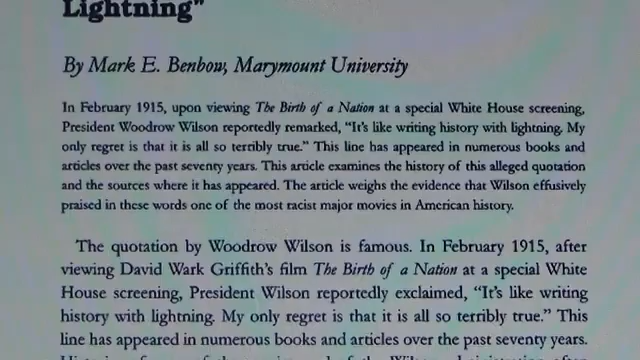 Lightning"
By Mark E. Benbow, Marymount University
In February 1915, upon viewing The Birth of a Nation at a special White House screening,
President Woodrow Wilson reportedly remarked, "It's like writing history with lightning. My
only regret is that it is all so terribly true." This line has appeared in numerous books and
articles over the past seventy years. This article examines the history of this alleged quotation
and the sources where it has appeared. The article weighs the evidence that Wilson effusively
praised in these words one of the most racist major movies in American history.
The quotation by Woodrow Wilson is famous. In February 1915, after
viewing David Wark Griffith's film The Birth of a Nation at a special White
House screening, President Wilson reportedly exclaimed, "It's like writing
history with lightning. My only regret is that it is all so terribly true." This
line has appeared in numerous books and articles over the past seventy years.